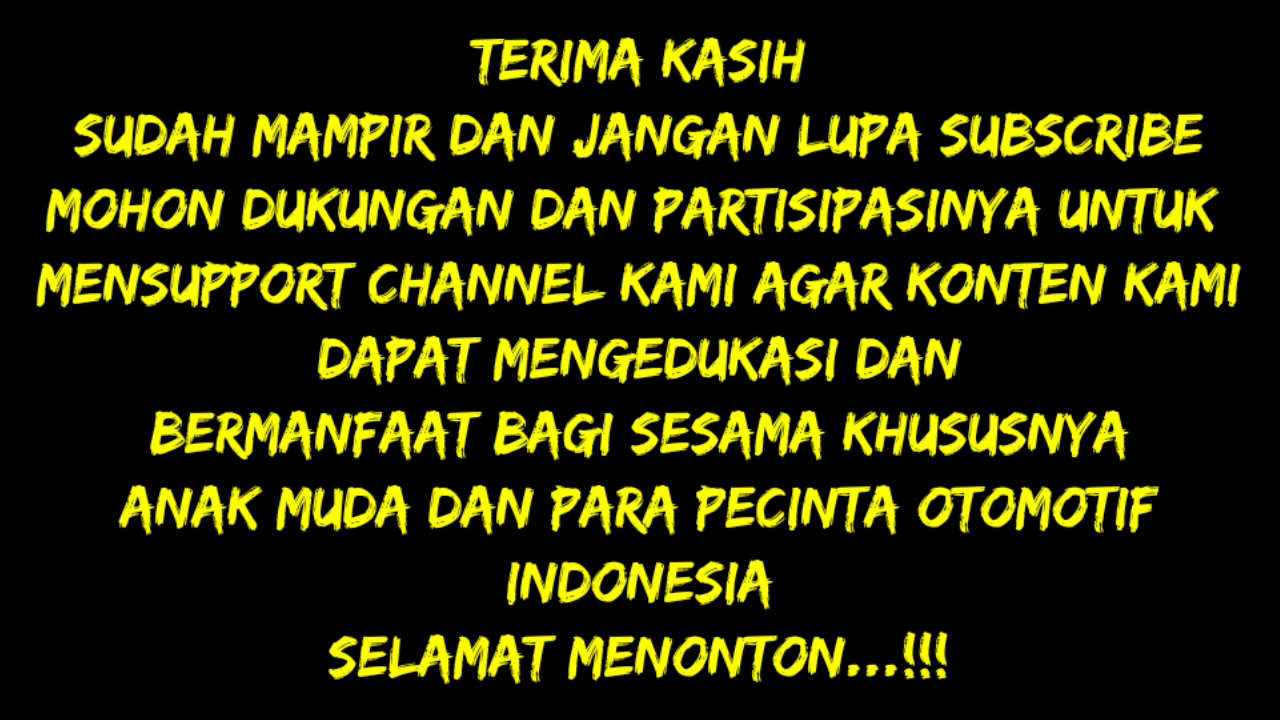 TERIMA KASIH
SUDAH MAMPIR DAN JANGAN LUPA SUBSCRIBE
MOHON DUKUNGAN DAN PARTISIPASINYA UNTUK
MENSUPPORT CHANNEL KAMI AGAR KONTEN KAMI
DAPAT MENGEDUKASI DAN
BERMANFAAT BAGI SESAMA KHUSUSNYA
ANAK MUDA DAN PARA PECINTA OTOMOTIF
INDONESIA
SELAMAT MENONTON...!!!